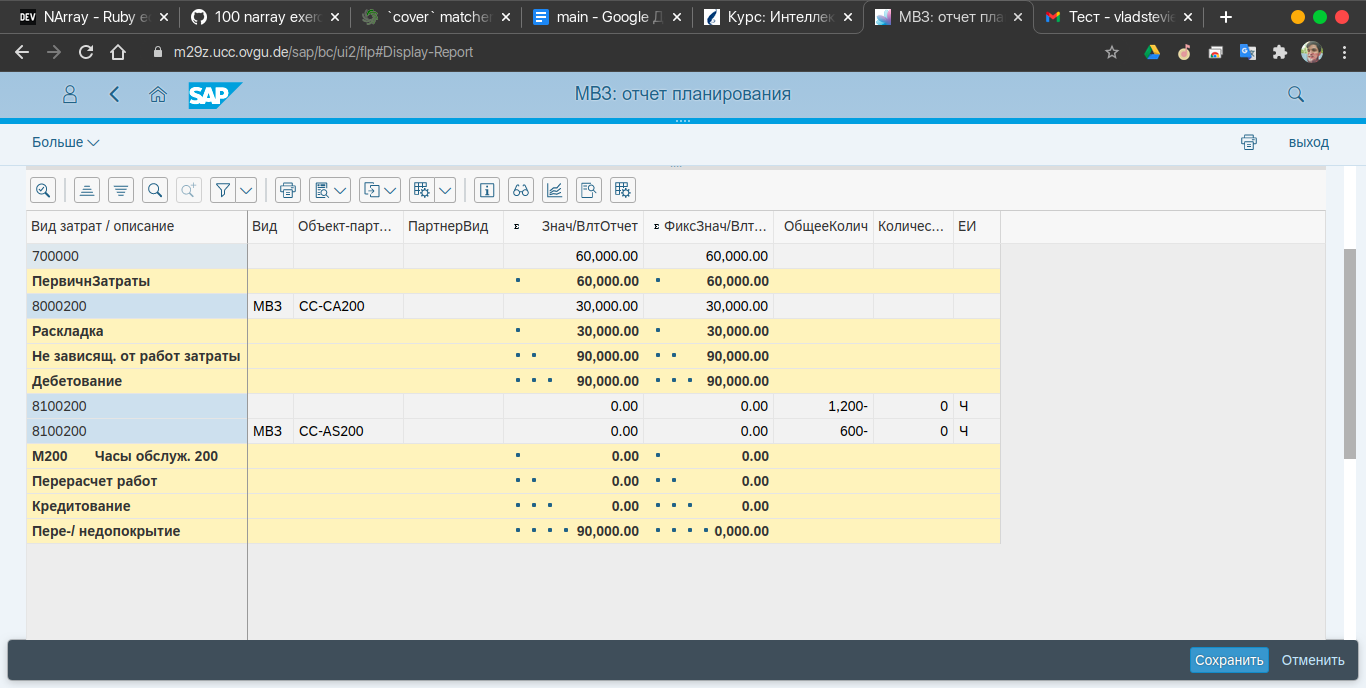 DEV NArray - Ruby e
100 narray exerc
`cover` matcher
main - Google Д
Курс: Интеллек
МВЗ: отчет пла
Тест - vladstevie
m29z.ucc.ovgu.de/sap/bc/ui2/flp#Display-Report
SAP МВЗ: отчет планирования
Больше выход
Вид затрат / описание Вид Объект-парт... ПартнерВид Σ Знач/ВлтОтчет Σ ФиксЗнач/Влт... ОбщееКолич Количес... ЕИ
700000 60,000.00 60,000.00
ПервичнЗатраты 60,000.00 60,000.00
8000200 МВЗ CC-CA200 30,000.00 30,000.00
Раскладка 30,000.00 30,000.00
Не зависящ. от работ затраты 90,000.00 90,000.00
Дебетование 90,000.00 90,000.00
8100200 0.00 0.00 1,200- 0 Ч
8100200 МВЗ CC-AS200 0.00 0.00 600- 0 Ч
М200 Часы обслуж. 200 0.00 0.00
Перерасчет работ 0.00 0.00
Кредитование 0.00 0.00
Пере-/ недопокрытие 90,000.00 0,000.00
Сохранить Отменить